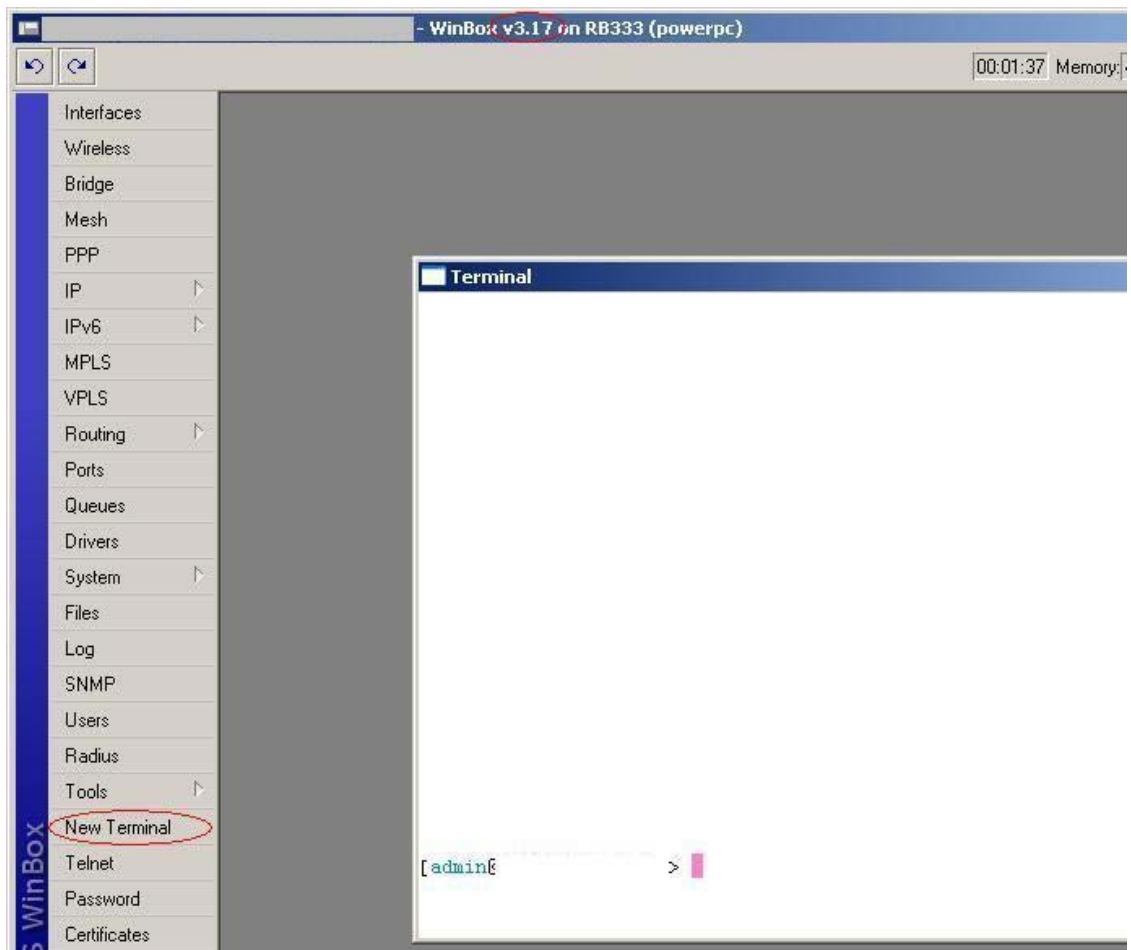 - WinBox v3.17 on RB333 (powerpc)
00:01:37 Memory:
Interfaces
Wireless
Bridge
Mesh
PPP
IP
IPv6
MPLS
VPLS
Routing
Ports
Queues
Drivers
System
Files
Log
SNMP
Users
Radius
Tools
New Terminal
Telnet
Password
Certificates
S WinBox
Terminal
[admin@ >